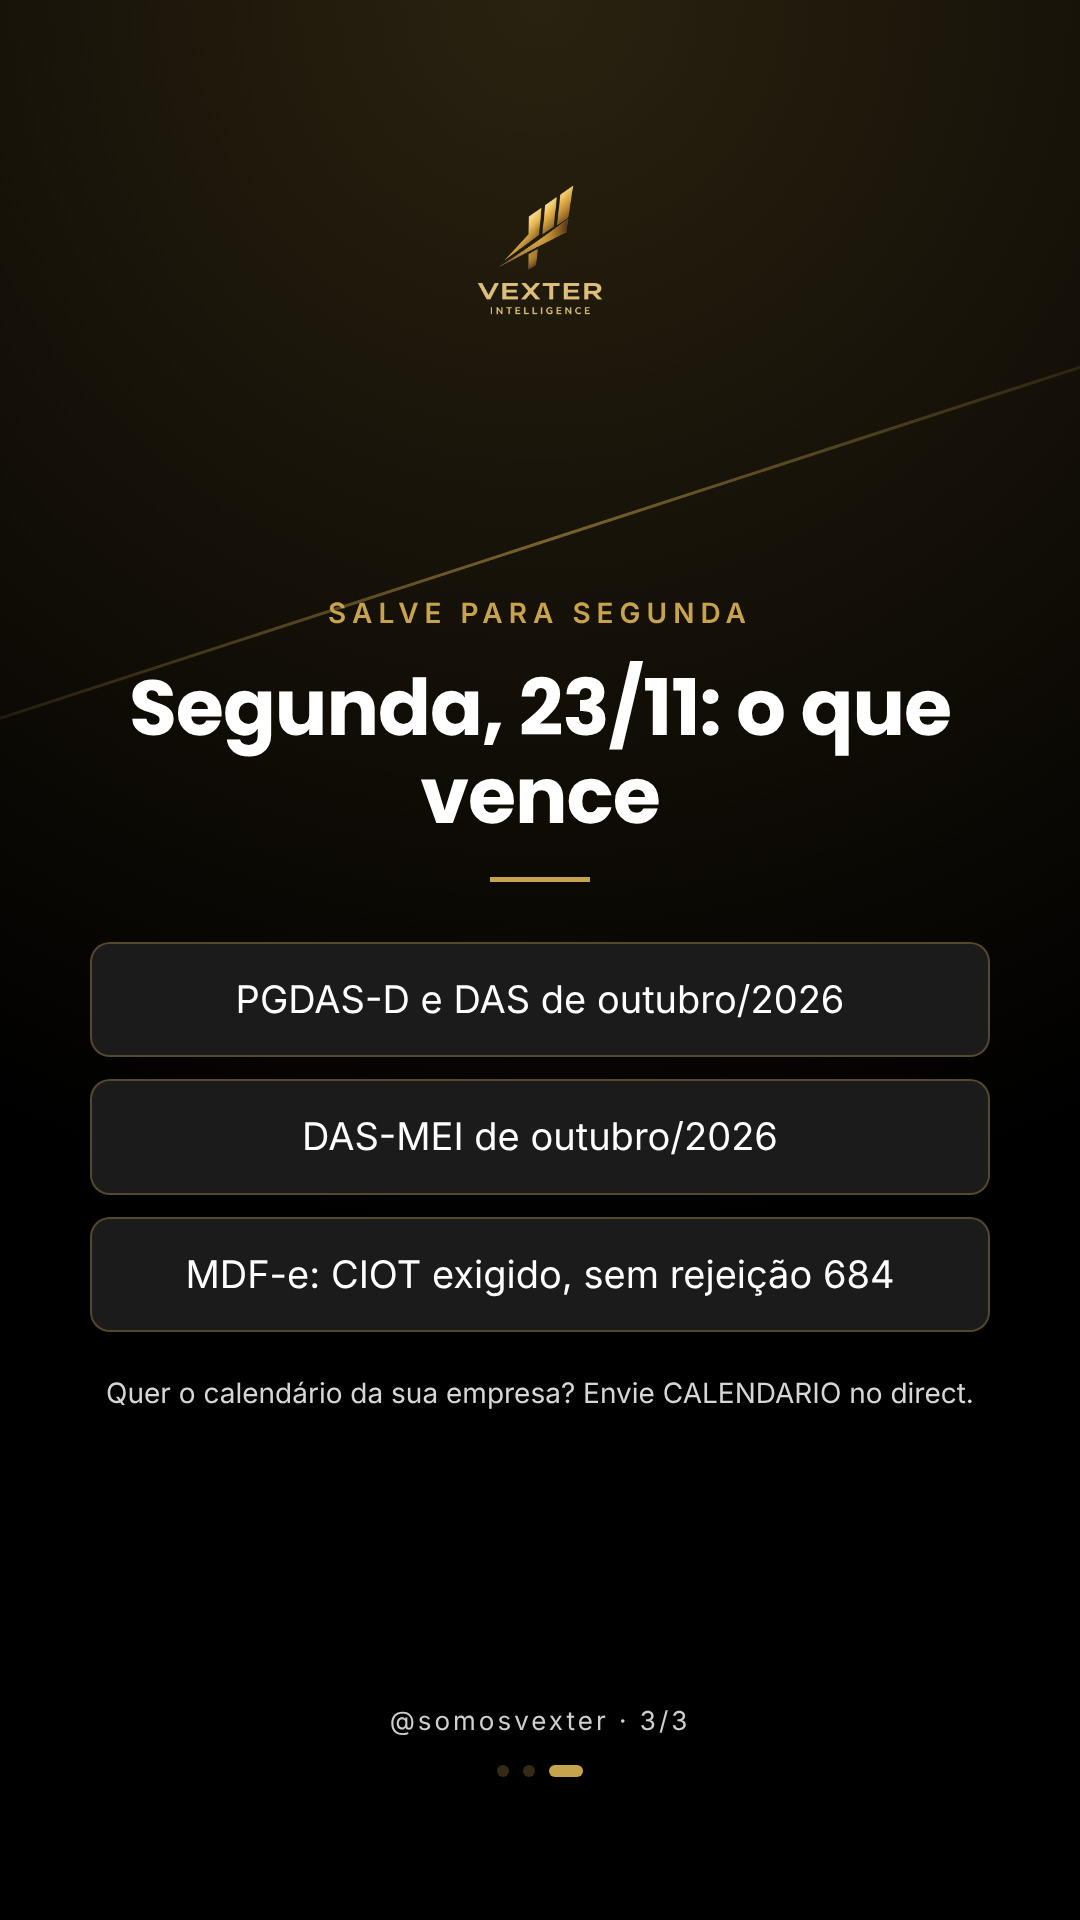 VEXTER
INTELLIGENCE
SALVE PARA SEGUNDA
Segunda, 23/11: o que
vence
PGDAS-D e DAS de outubro/2026
DAS-MEI de outubro/2026
MDF-e: CIOT exigido, sem rejeição 684
Quer o calendário da sua empresa? Envie CALENDARIO no direct.
@somosvexter · 3/3